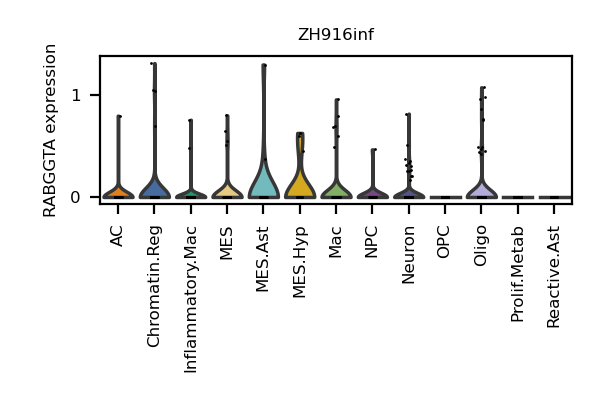 ZH916inf
RABGGTA expression
1
0
AC
Chromatin.Reg
Inflammatory.Mac
MES
MES.Ast
MES.Hyp
Mac
NPC
Neuron
OPC
Oligo
Prolif.Metab
Reactive.Ast